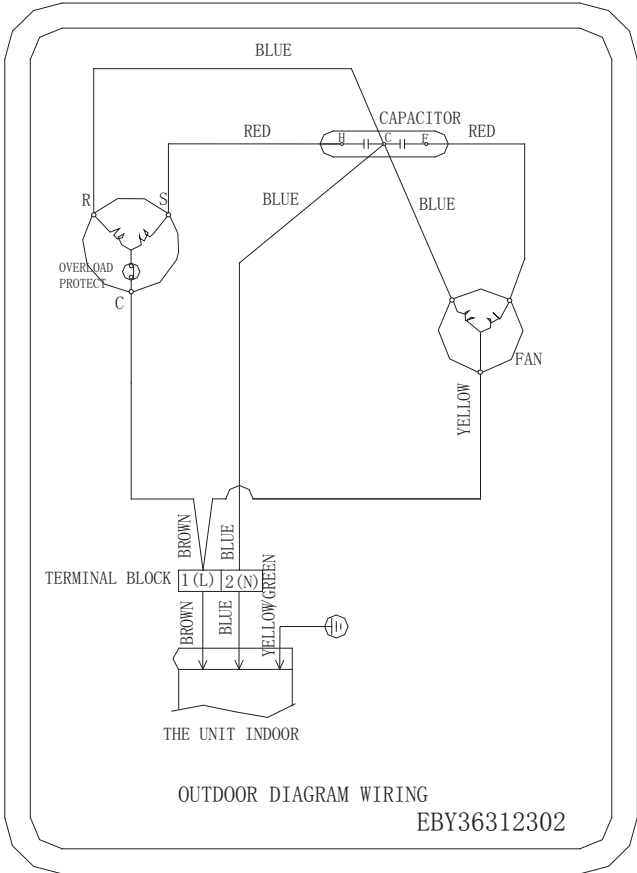 BLUE
CAPACITOR
RED
H
C
F
RED
R
S
BLUE
BLUE
OVERLOAD
PROTECT
C
FAN
YELLOW
BROWN
BLUE
TERMINAL BLOCK
1(L)
2(N)
BROWN
BLUE
YELLOW/GREEN
THE UNIT INDOOR
OUTDOOR DIAGRAM WIRING
EBY36312302